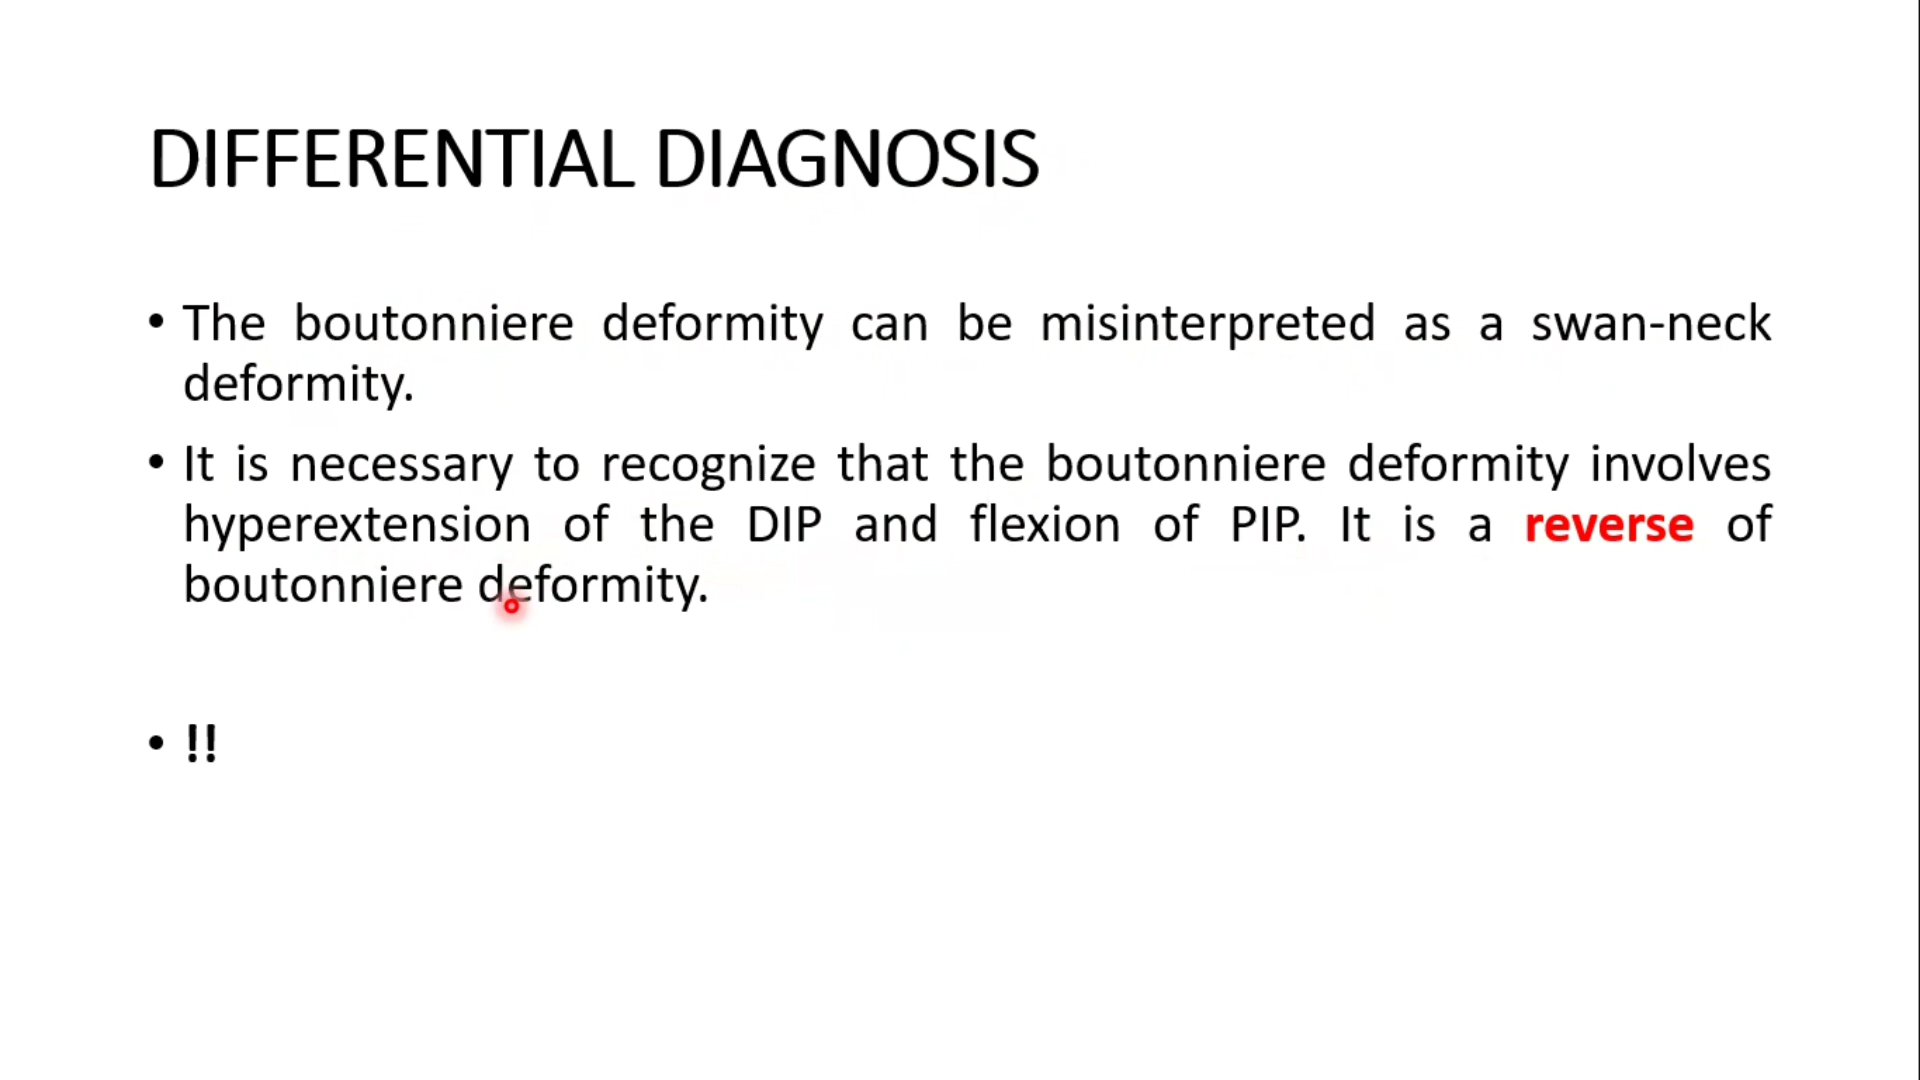 DIFFERENTIAL DIAGNOSIS
• The boutonniere deformity can be misinterpreted as a swan-neck
deformity.
• It is necessary to recognize that the boutonniere deformity involves
hyperextension of the DIP and flexion of PIP. It is a reverse of
boutonniere deformity.
• !!